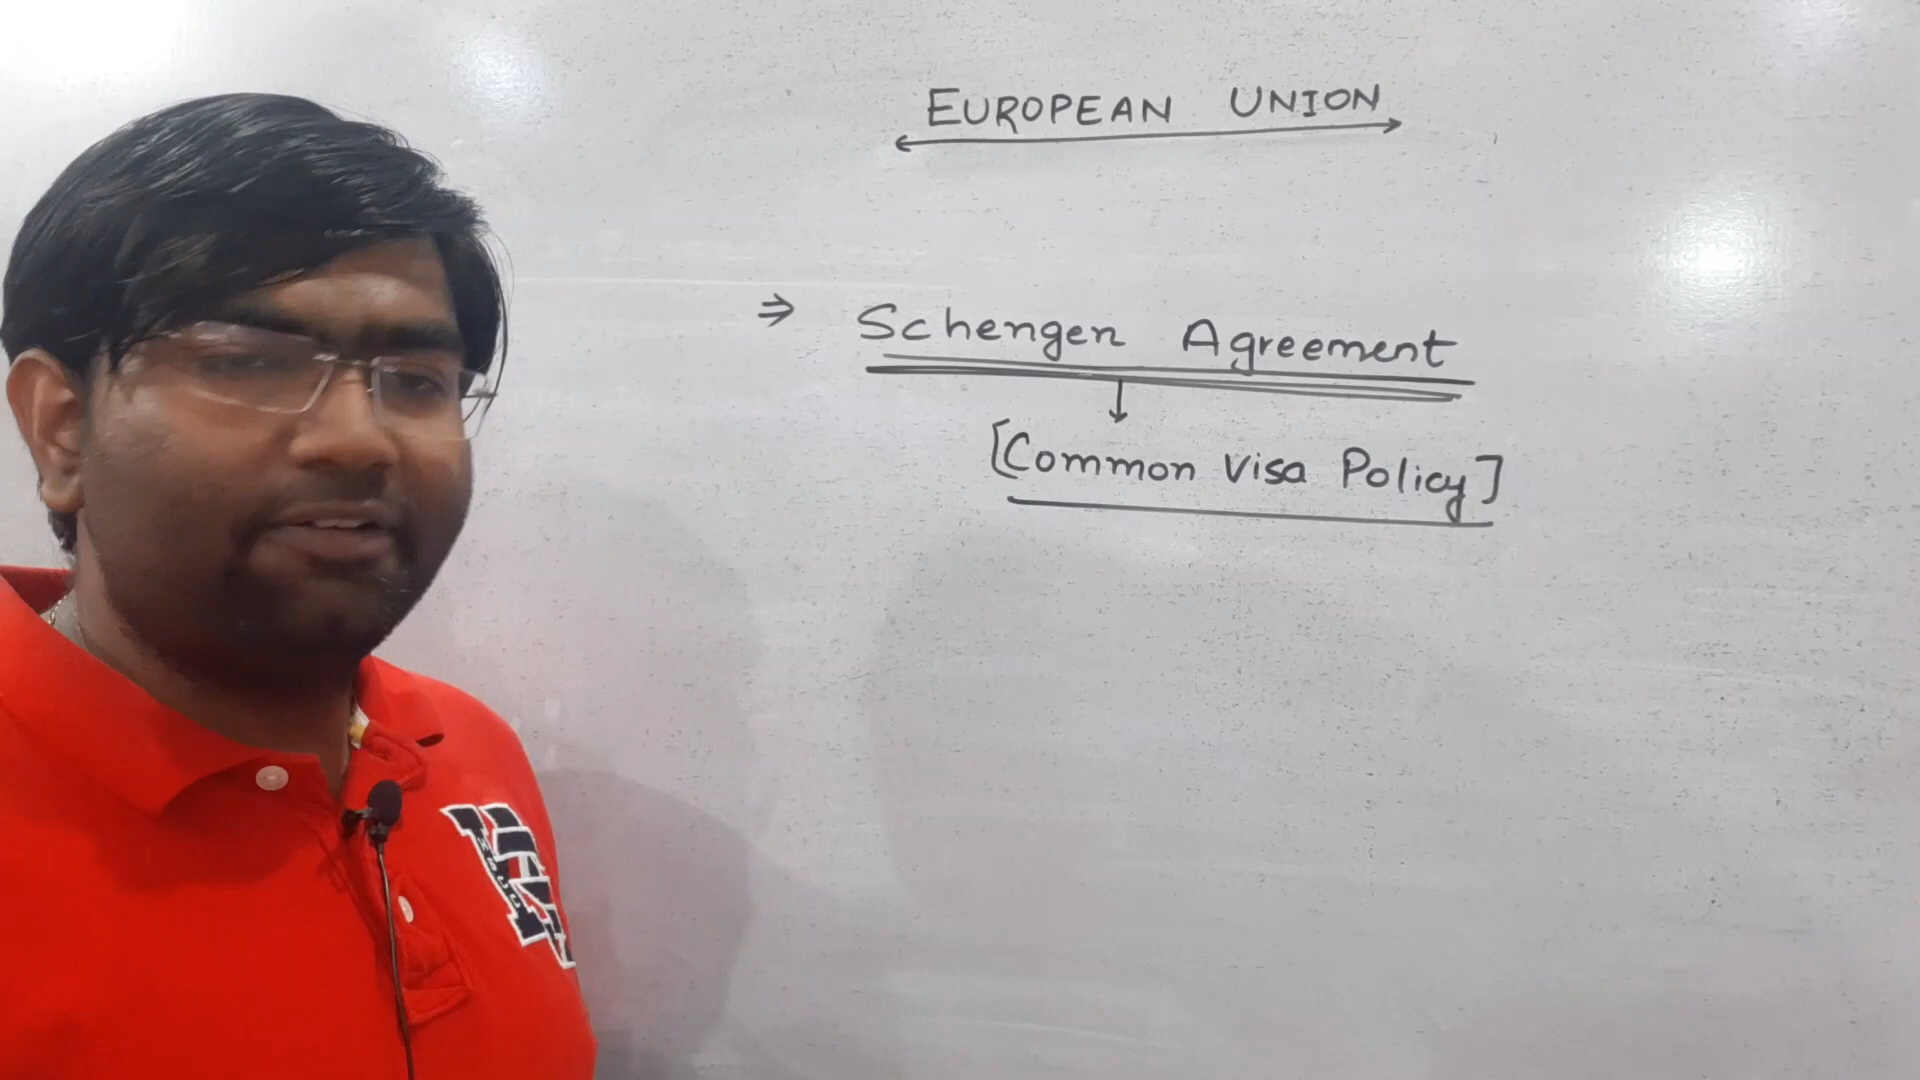 EUROPEAN UNION
⇒ Schengen Agreement
↓
[Common Visa Policy]